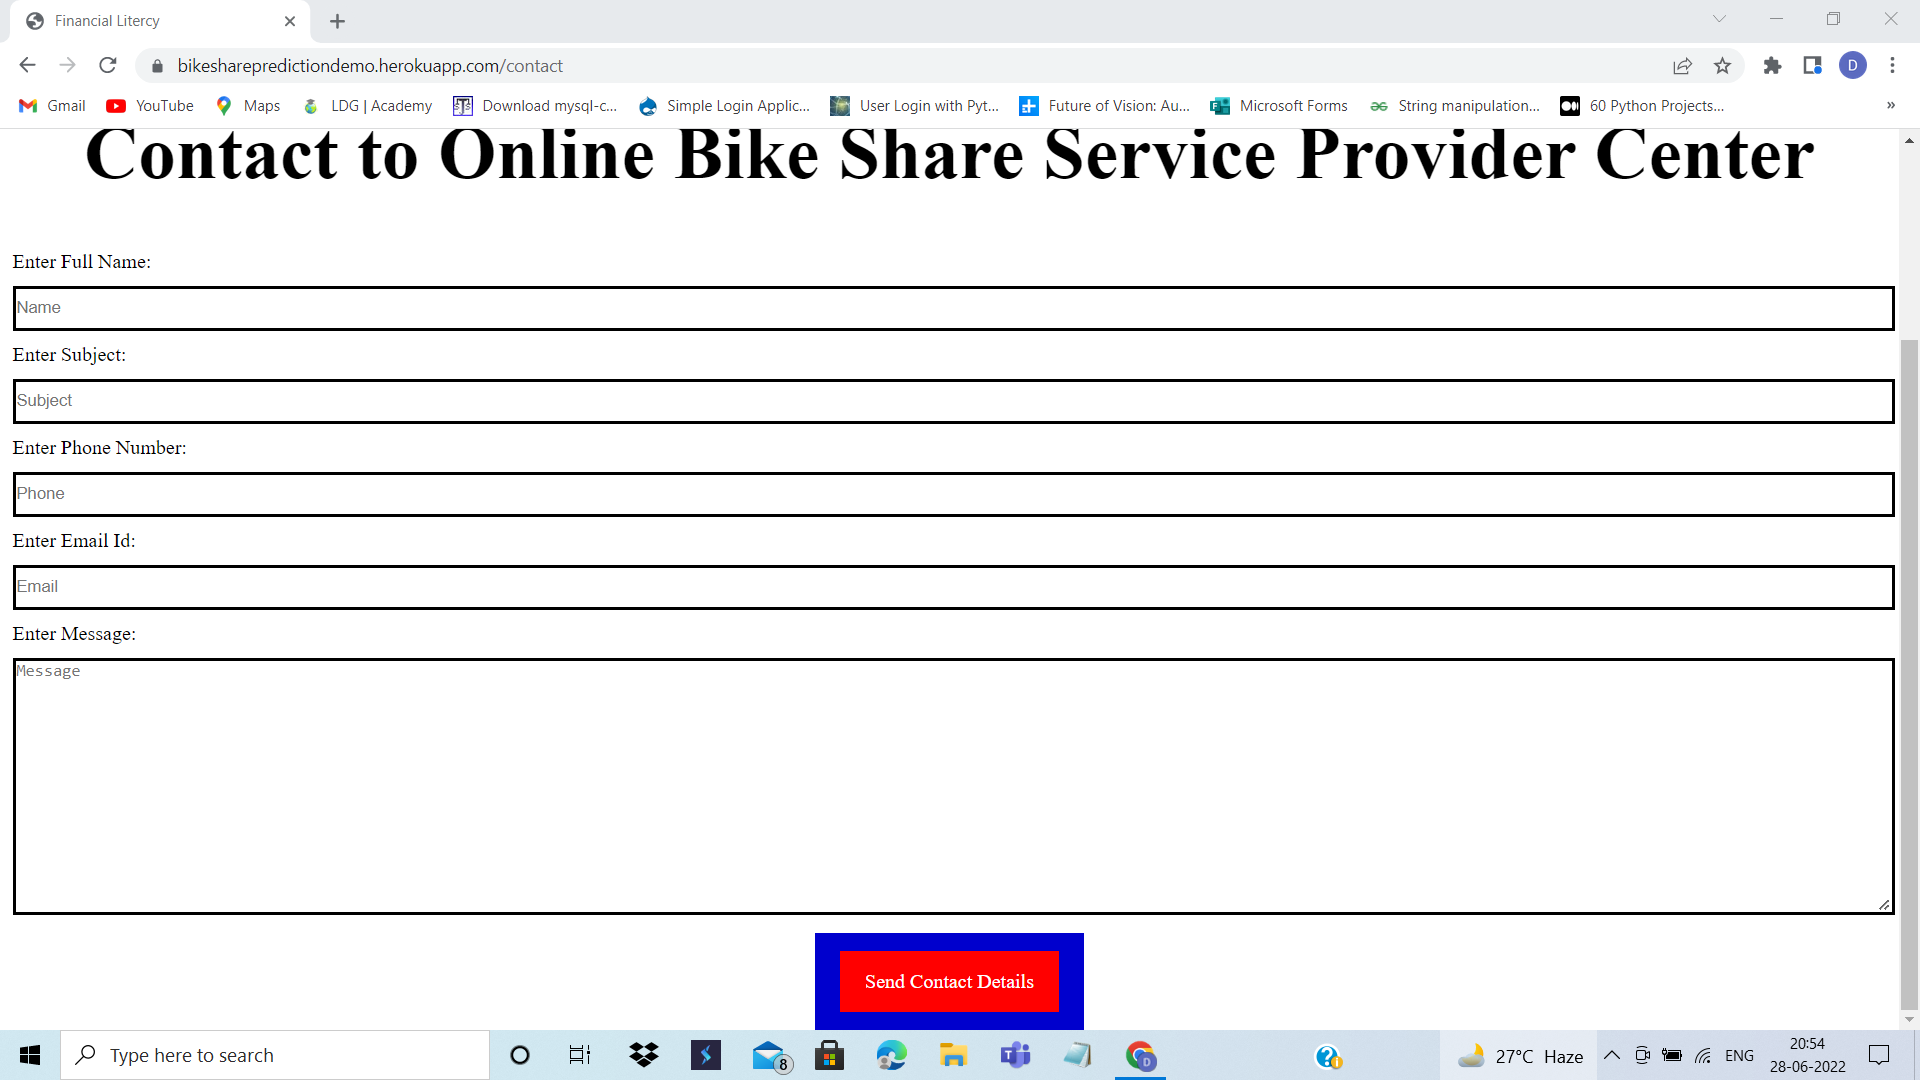 Financial Litercy
bikesharepredictiondemo.herokuapp.com/contact
D
Gmail YouTube Maps LDG | Academy Download mysql-c... Simple Login Applic... User Login with Pyt... Future of Vision: Au... Microsoft Forms String manipulation... 60 Python Projects... »
Contact to Online Bike Share Service Provider Center
Enter Full Name:
Name
Enter Subject:
Subject
Enter Phone Number:
Phone
Enter Email Id:
Email
Enter Message:
Message
Send Contact Details
Type here to search
8
27°C Haze
ENG
20:54
28-06-2022